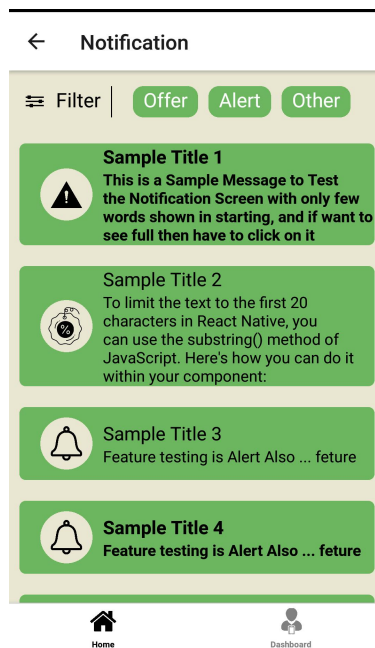 Notification
Filter
Offer
Alert
Other
Sample Title 1
This is a Sample Message to Test
the Notification Screen with only few
words shown in starting, and if want to
see full then have to click on it
%
Sample Title 2
To limit the text to the first 20
characters in React Native, you
can use the substring() method of
JavaScript. Here's how you can do it
within your component:
Sample Title 3
Feature testing is Alert Also ... feture
Sample Title 4
Feature testing is Alert Also ... feture
Home
Dashboard